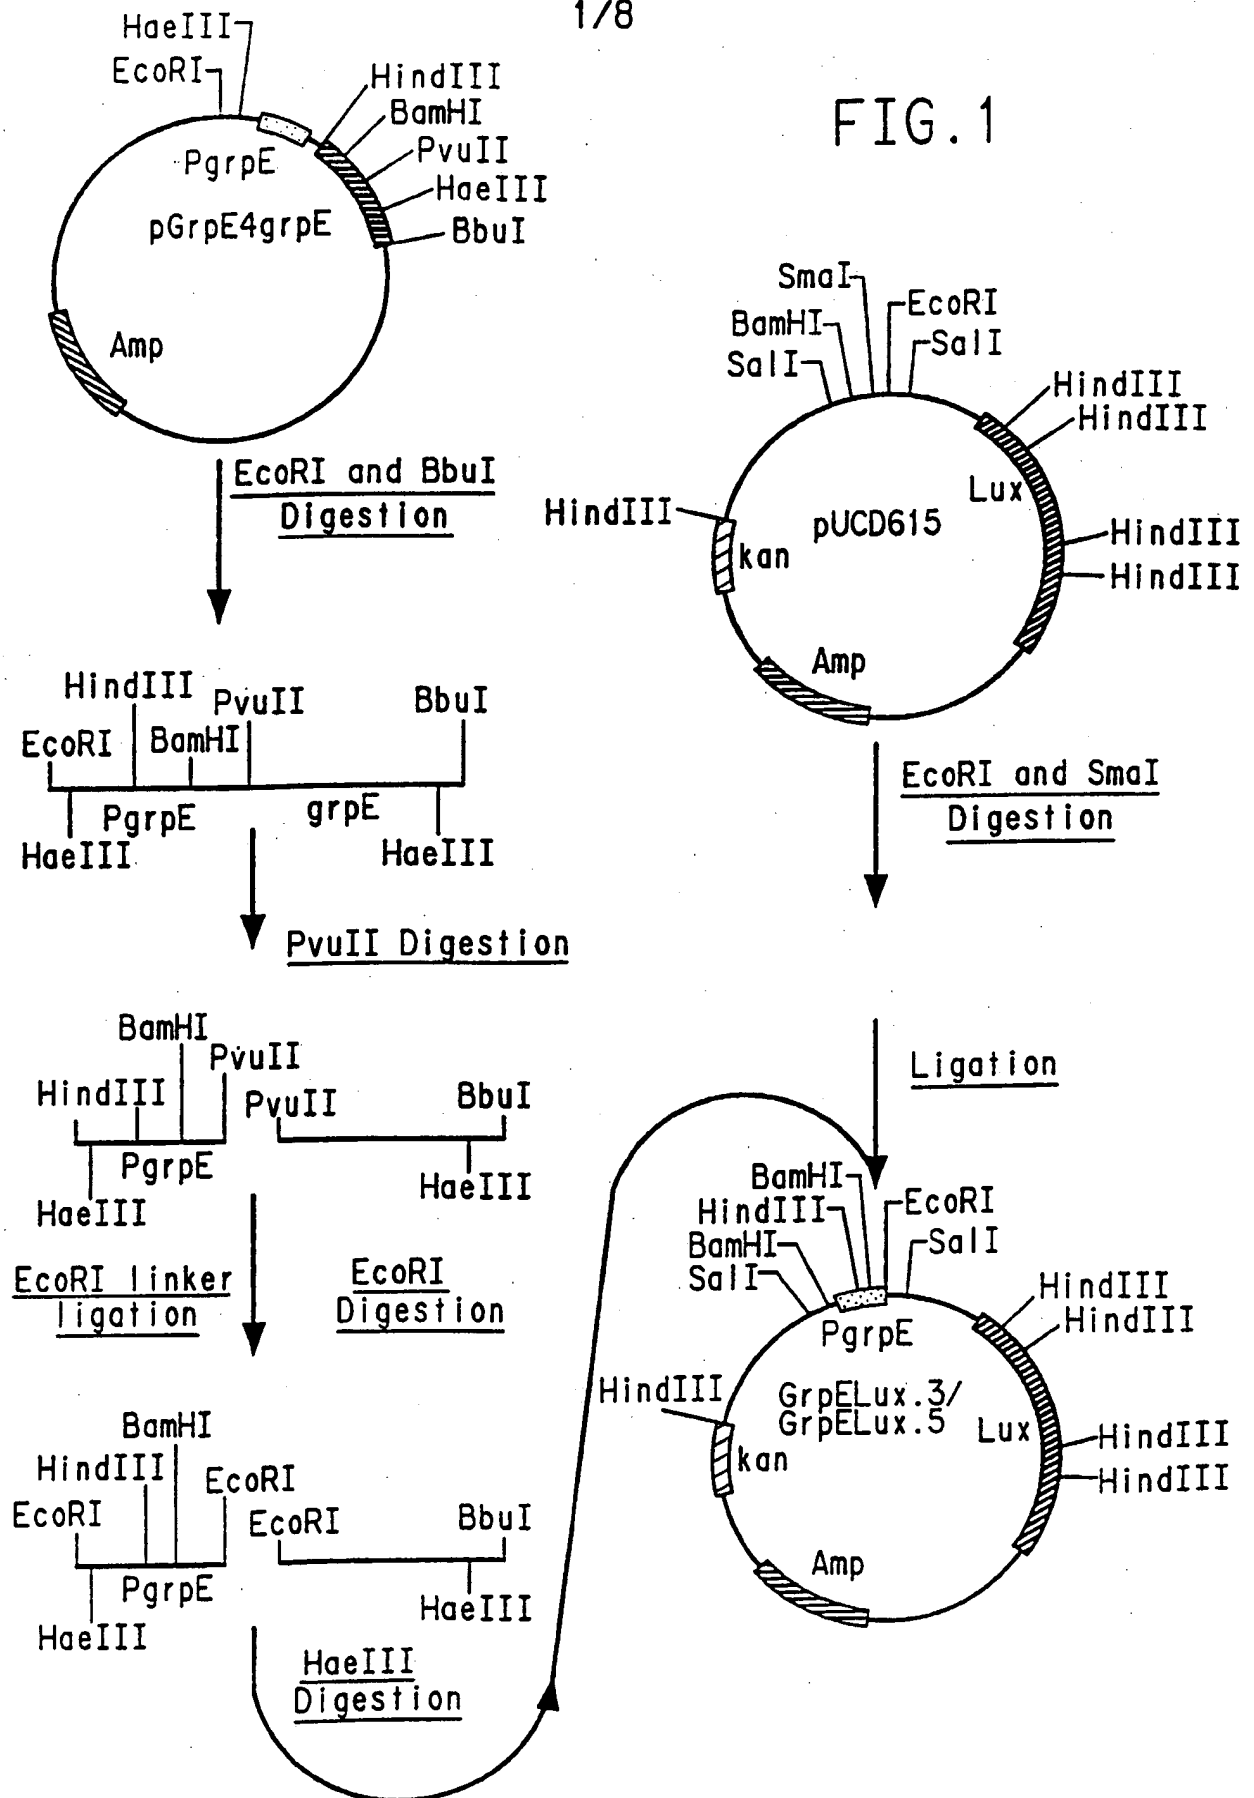 1/8
FIG.1
HaeIII
EcoRI
HindIII
BamHI
PvuII
HaeIII
BbuI
PgrpE
pGrpE4grpE
Amp
EcoRI and BbuI
Digestion
HindIII
PvuII
BbuI
EcoRI
BamHI
PgrpE
grpE
HaeIII
HaeIII
PvuII Digestion
BamHI
PvuII
HindIII
PvuII
BbuI
PgrpE
HaeIII
HaeIII
EcoRI linker
ligation
EcoRI
Digestion
BamHI
HindIII
EcoRI
EcoRI
EcoRI
BbuI
PgrpE
HaeIII
HaeIII
HaeIII
Digestion
SmaI
EcoRI
BamHI
SalI
SalI
HindIII
HindIII
Lux
HindIII
pUCD615
HindIII
kan
HindIII
Amp
EcoRI and SmaI
Digestion
Ligation
BamHI
EcoRI
HindIII
SalI
BamHI
SalI
HindIII
HindIII
PgrpE
HindIII
GrpELux.3/
GrpELux.5
Lux
HindIII
kan
HindIII
Amp